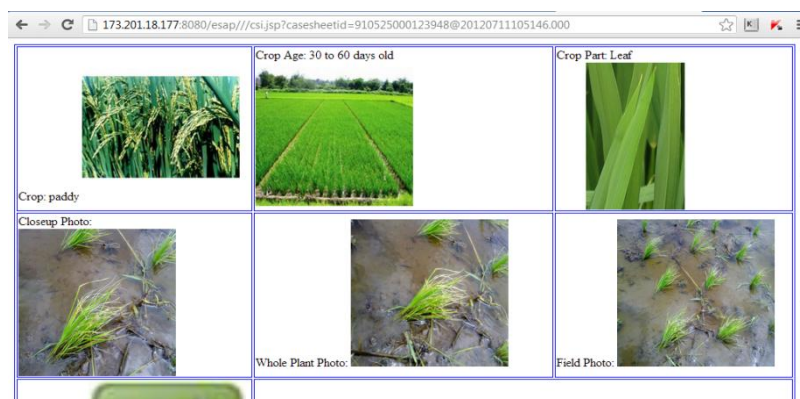 173.201.18.177:8080/esap///csi.jsp?casesheetid=910525000123948@20120711105146.000
Crop: paddy
Crop Age: 30 to 60 days old
Crop Part: Leaf
Closeup Photo:
Whole Plant Photo:
Field Photo: